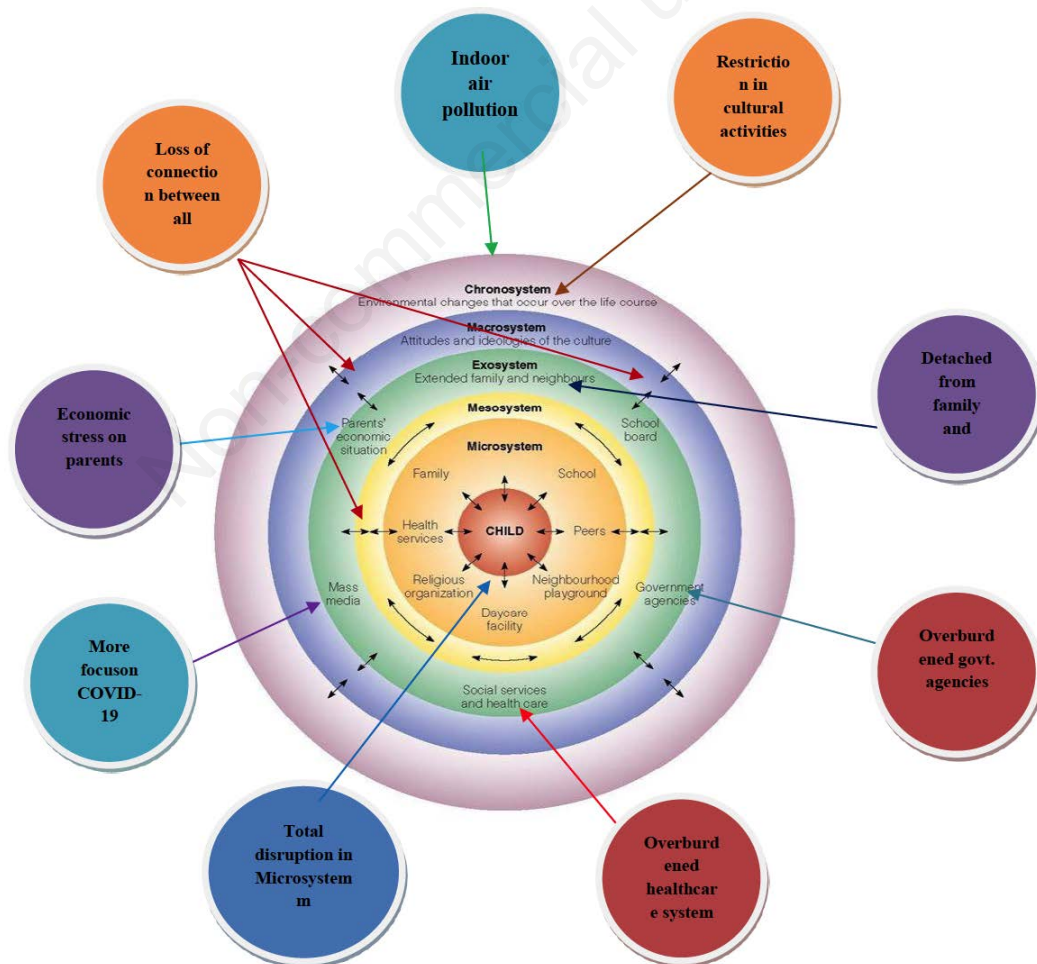 Indoor
air
pollution
Restrictio
n in
cultural
activities
Loss of
connectio
n between
all
Chronosystem
Environmental changes that occur over the life course
Macrosystem
Attitudes and ideologies of the culture
Exosystem
Extended family and neighbours
Detached
from
family
and
Economic
stress on
parents
Mesosystem
Parents'
economic
situation
School
board
Microsystem
Family
School
Health
services
CHILD
Peers
Religious
organization
Neighbourhood
playground
Daycare
facility
Mass
media
Government
agencies
Social services
and health care
More
focuson
COVID-
19
Overburd
ened govt.
agencies
Total
disruption in
Microsystem
m
Overburd
ened
healthcar
e system
Non-commercial u